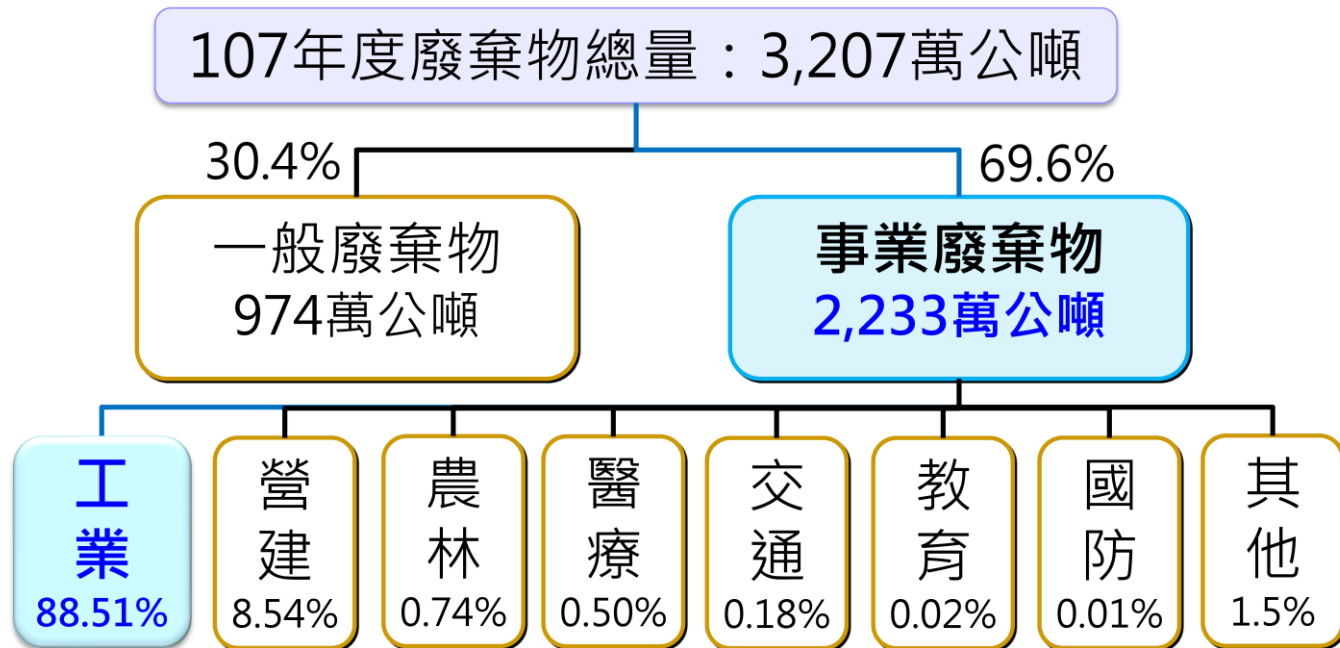 107年度廢棄物總量：3,207萬公噸
30.4%
69.6%
一般廢棄物
974萬公噸
事業廢棄物
2,233萬公噸
工業
88.51%
營建
8.54%
農林
0.74%
醫療
0.50%
交通
0.18%
教育
0.02%
國防
0.01%
其他
1.5%